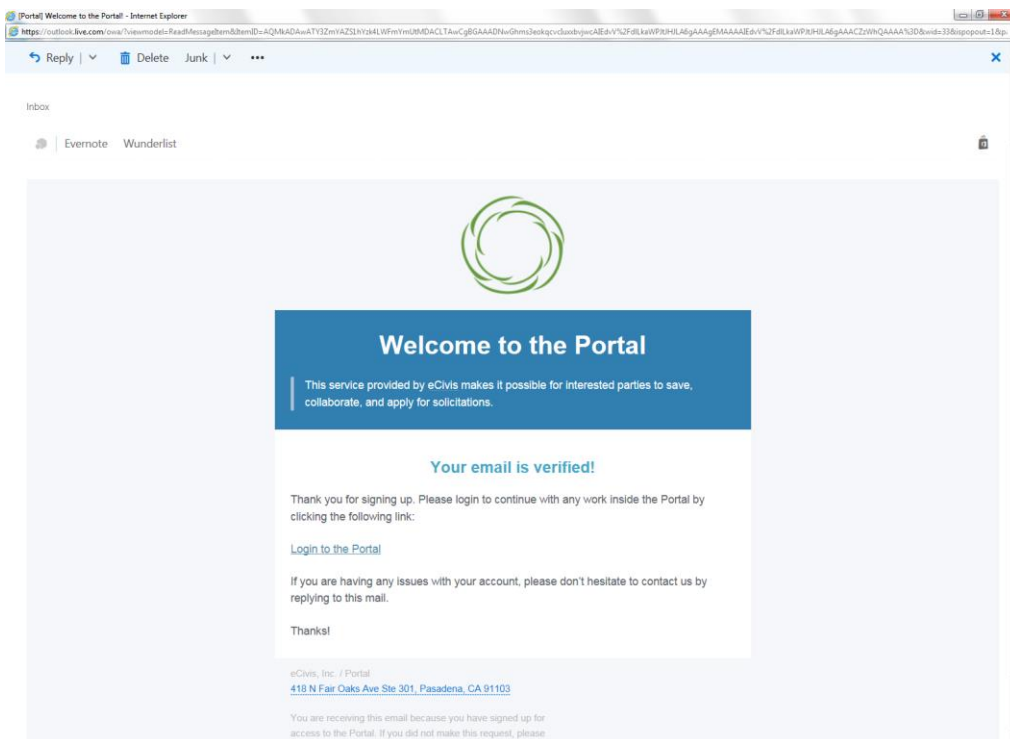 [Portal] Welcome to the Portal! - Internet Explorer
Reply
Delete Junk
Inbox
Evernote Wunderlist
Welcome to the Portal
This service provided by eCivis makes it possible for interested parties to save,
collaborate, and apply for solicitations.
Your email is verified!
Thank you for signing up. Please login to continue with any work inside the Portal by
clicking the following link:
Login to the Portal
If you are having any issues with your account, please don't hesitate to contact us by
replying to this mail.
Thanks!
eCivis, Inc. / Portal
418 N Fair Oaks Ave Ste 301, Pasadena, CA 91103
You are receiving this email because you have signed up for
access to the Portal. If you did not make this request, please